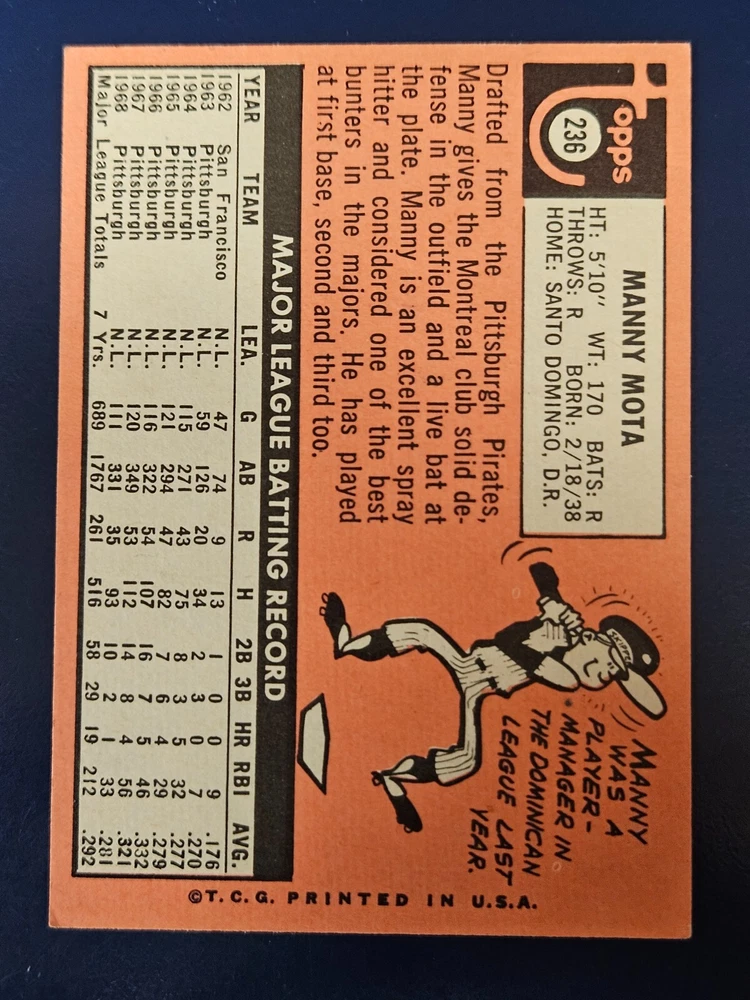 Topps
236
MANNY MOTA
HT: 5'10" WT: 170 BATS: R
THROWS: R BORN: 2/18/38
HOME: SANTO DOMINGO, D.R.
Drafted from the Pittsburgh Pirates,
Manny gives the Montreal club solid de-
fense in the outfield and a live bat at
the plate. Manny is an excellent spray
hitter and considered one of the best
bunters in the majors. He has played
at first base, second and third too.
SKIPPER
MANNY
WAS A
PLAYER-
MANAGER IN
THE DOMINICAN
LEAGUE LAST
YEAR.
MAJOR LEAGUE BATTING RECORD
YEAR TEAM LEA. G AB R H 2B 3B HR RBI AVG.
1962 San Francisco N.L. 47 74 9 13 1 0 0 9 .176
1963 Pittsburgh N.L. 59 126 20 34 2 3 0 7 .270
1964 Pittsburgh N.L. 115 271 43 75 8 3 5 32 .277
1965 Pittsburgh N.L. 121 294 47 82 7 6 4 29 .279
1966 Pittsburgh N.L. 116 322 54 107 16 7 5 46 .332
1967 Pittsburgh N.L. 120 349 53 112 14 8 4 56 .321
1968 Pittsburgh N.L. 111 331 35 93 10 2 1 33 .281
Major League Totals 7 Yrs. 689 1767 261 516 58 29 19 212 .292
©T.C.G. PRINTED IN U.S.A.